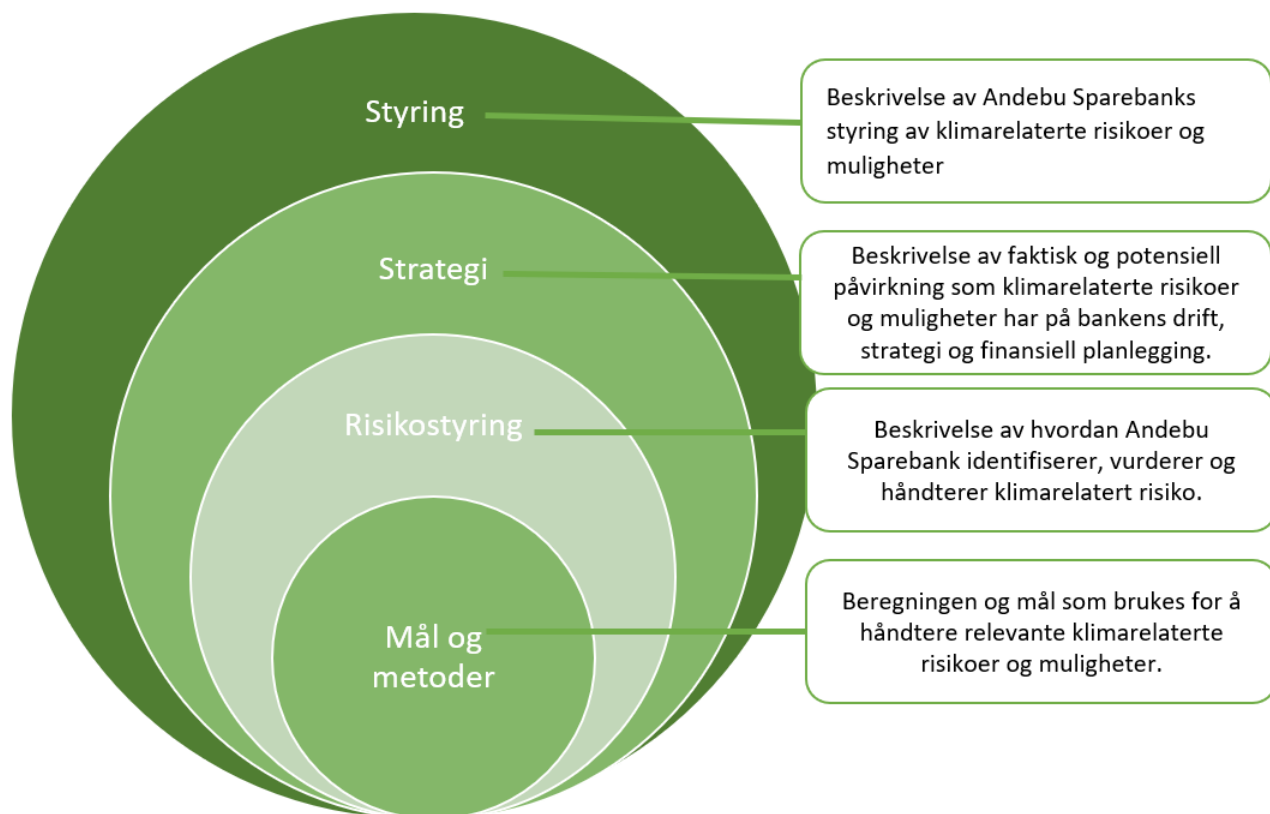 Styring
Beskrivelse av Andebu Sparebanks
styring av klimarelaterte risikoer og
muligheter
Strategi
Beskrivelse av faktisk og potensiell
påvirkning som klimarelaterte risikoer
og muligheter har på bankens drift,
strategi og finansiell planlegging.
Risikostyring
Beskrivelse av hvordan Andebu
Sparebank identifiserer, vurderer og
håndterer klimarelatert risiko.
Mål og
metoder
Beregningen og mål som brukes for å
håndtere relevante klimarelaterte
risikoer og muligheter.